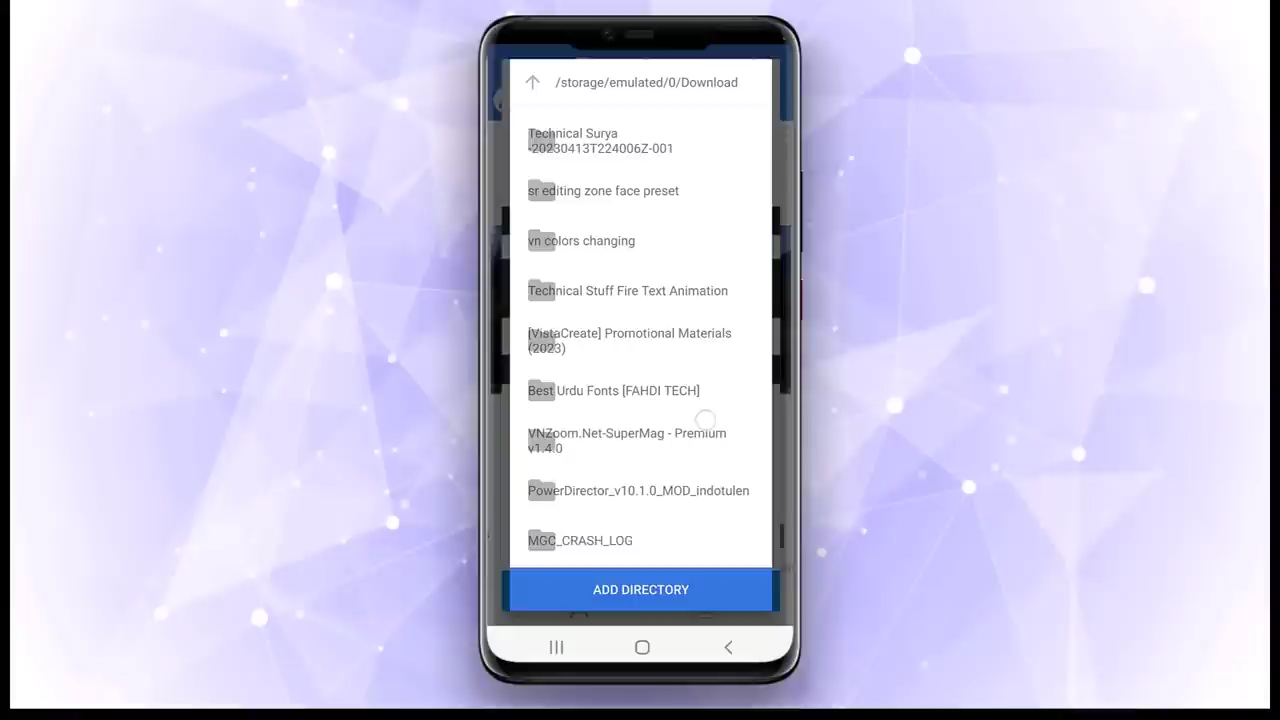 /storage/emulated/0/Download
Technical Surya
-20230413T224006Z-001
sr editing zone face preset
vn colors changing
Technical Stuff Fire Text Animation
[VistaCreate] Promotional Materials
(2023)
Best Urdu Fonts [FAHDI TECH]
VNZoom.Net-SuperMag - Premium
v1.4.0
PowerDirector_v10.1.0_MOD_indotulen
MGC_CRASH_LOG
ADD DIRECTORY